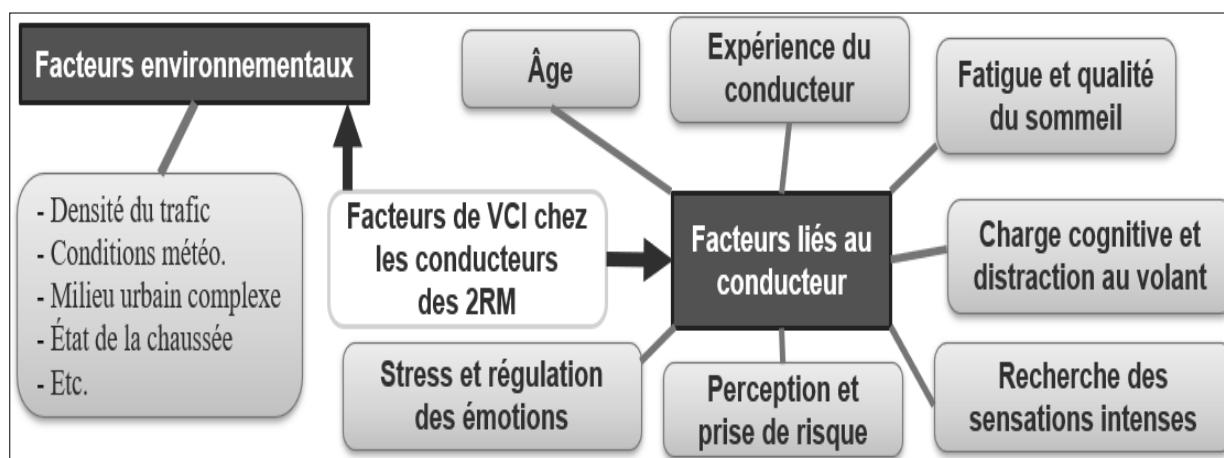 Facteurs environnementaux
- Densité du trafic
- Conditions météo.
- Milieu urbain complexe
- État de la chaussée
- Etc.
Facteurs de VCI chez
les conducteurs
des 2RM
Facteurs liés au
conducteur
Âge
Expérience du
conducteur
Fatigue et qualité
du sommeil
Charge cognitive et
distraction au volant
Recherche des
sensations intenses
Perception et
prise de risque
Stress et régulation
des émotions